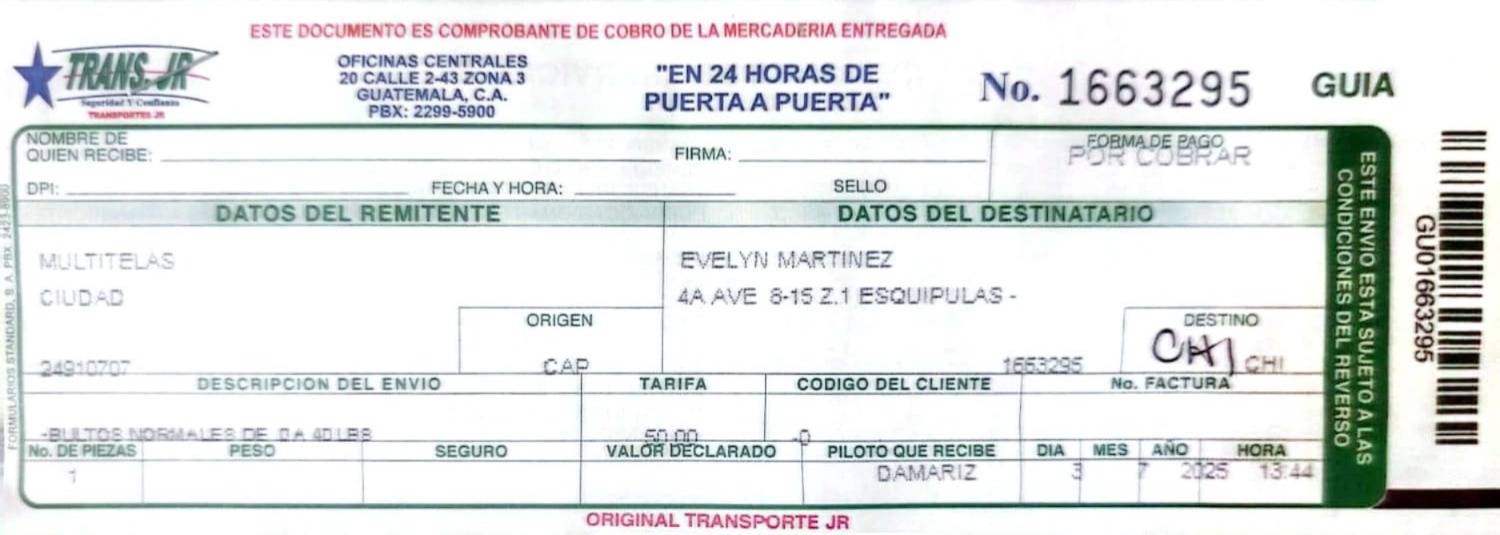 ESTE DOCUMENTO ES COMPROBANTE DE COBRO DE LA MERCADERIA ENTREGADA
TRANS. JR
Seguridad Y Confianza
TRANSPORTES JR
OFICINAS CENTRALES
20 CALLE 2-43 ZONA 3
GUATEMALA, C.A.
PBX: 2299-5900
"EN 24 HORAS DE
PUERTA A PUERTA"
No. 1663295
GUIA
NOMBRE DE
QUIEN RECIBE:
FIRMA:
FORMA DE PAGO
POR COBRAR
DPI:
FECHA Y HORA:
SELLO
DATOS DEL REMITENTE
DATOS DEL DESTINATARIO
MULTITELAS
CIUDAD
24910707
ORIGEN
CAP
EVELYN MARTINEZ
4A AVE 8-15 Z.1 ESQUIPULAS -
1663295
DESTINO
CHI CHI
DESCRIPCION DEL ENVIO
TARIFA
CODIGO DEL CLIENTE
No. FACTURA
-BULTOS NORMALES DE 0 A 40 LBS
50.00
-0
No. DE PIEZAS
PESO
SEGURO
VALOR DECLARADO
PILOTO QUE RECIBE
DIA
MES
AÑO
HORA
1
DAMARIZ
3
7
2025
13:44
ESTE ENVIO ESTA SUJETO A LAS
CONDICIONES DEL REVERSO
GU01663295
FORMULARIOS STANDARD, S. A. PBX: 2423-8900
ORIGINAL TRANSPORTE JR